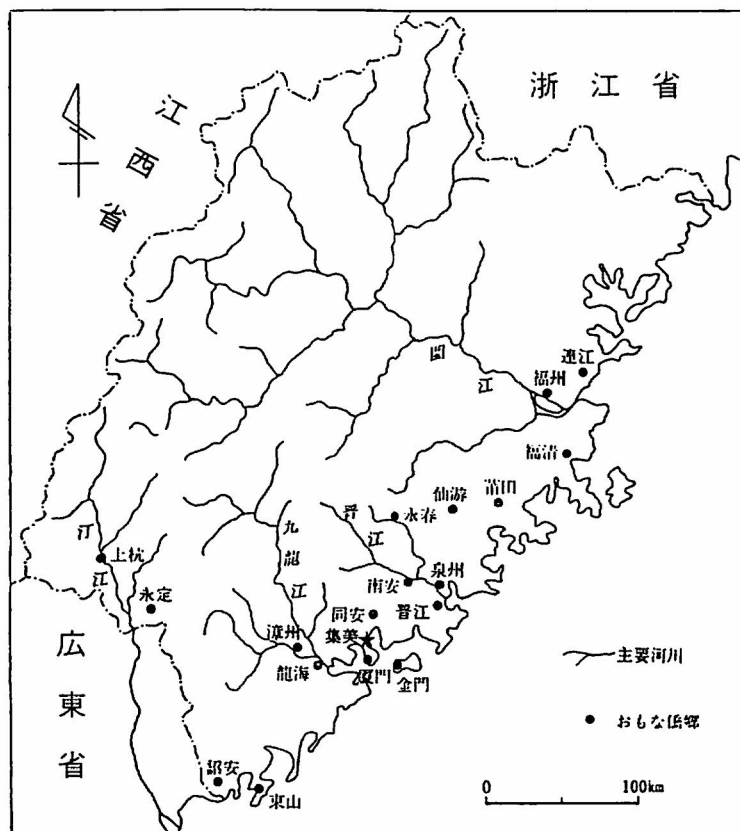 浙江省
江西省
閩江
連江
福州
福清
仙游
莆田
永春
晋江
九龍江
汀江
上杭
永定
南安
泉州
同安
晋江
集美
漳州
龍海
厦門
金門
広東省
詔安
東山
主要河川
おもな僑郷
0 100km